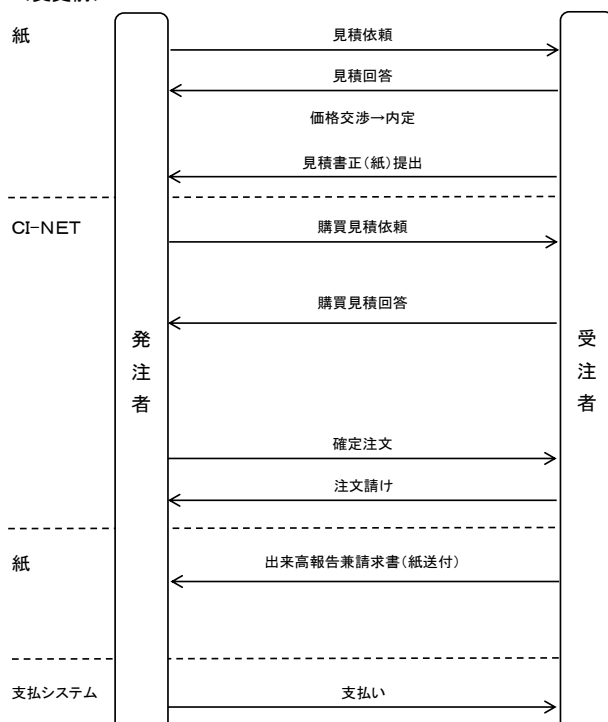 紙
見積依頼
見積回答
価格交渉→内定
見積書正(紙)提出
CI-NET
購買見積依頼
購買見積回答
発注者
受注者
確定注文
注文請け
紙
出来高報告兼請求書(紙送付)
支払システム
支払い